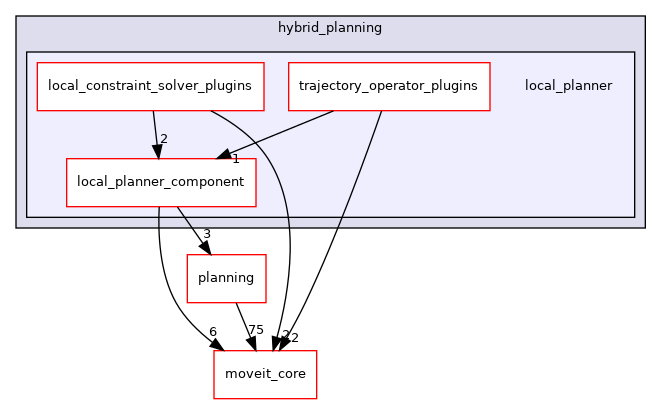 hybrid_planning
local_constraint_solver_plugins
trajectory_operator_plugins
local_planner
2
1
local_planner_component
3
planning
6
75
2
2
moveit_core